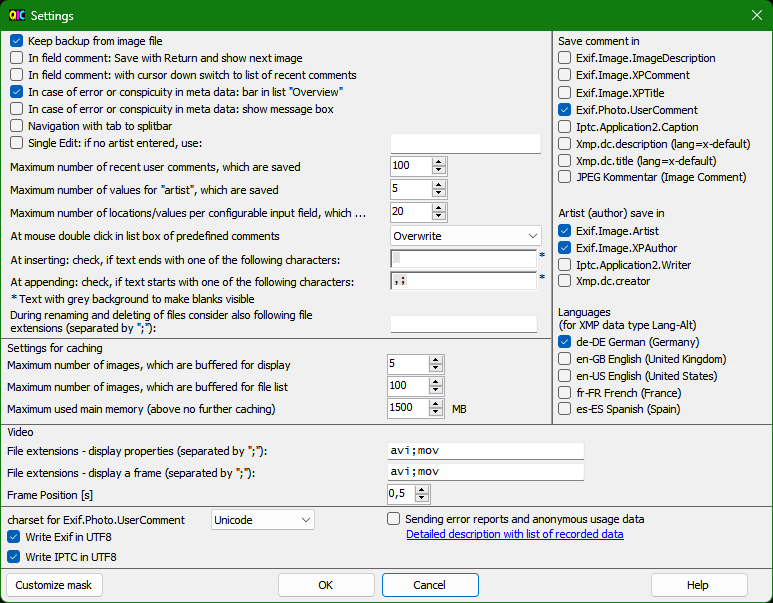 QIC Settings
Keep backup from image file
In field comment: Save with Return and show next image
In field comment: with cursor down switch to list of recent comments
In case of error or conspicuity in meta data: bar in list "Overview"
In case of error or conspicuity in meta data: show message box
Navigation with tab to splitbar
Single Edit: if no artist entered, use:
Maximum number of recent user comments, which are saved 100
Maximum number of values for "artist", which are saved 5
Maximum number of locations/values per configurable input field, which ... 20
At mouse double click in list box of predefined comments Overwrite
At inserting: check, if text ends with one of the following characters: *
At appending: check, if text starts with one of the following characters: ,; *
* Text with grey background to make blanks visible
During renaming and deleting of files consider also following file
extensions (separated by ";"):
Save comment in
Exif.Image.ImageDescription
Exif.Image.XPComment
Exif.Image.XPTitle
Exif.Photo.UserComment
Iptc.Application2.Caption
Xmp.dc.description (lang=x-default)
Xmp.dc.title (lang=x-default)
JPEG Kommentar (Image Comment)
Artist (author) save in
Exif.Image.Artist
Exif.Image.XPAuthor
Iptc.Application2.Writer
Xmp.dc.creator
Languages
(for XMP data type Lang-Alt)
de-DE German (Germany)
en-GB English (United Kingdom)
en-US English (United States)
fr-FR French (France)
es-ES Spanish (Spain)
Settings for caching
Maximum number of images, which are buffered for display 5
Maximum number of images, which are buffered for file list 100
Maximum used main memory (above no further caching) 1500 MB
Video
File extensions - display properties (separated by ";"): avi;mov
File extensions - display a frame (separated by ";"): avi;mov
Frame Position [s] 0,5
charset for Exif.Photo.UserComment Unicode
Write Exif in UTF8
Write IPTC in UTF8
Sending error reports and anonymous usage data
Detailed description with list of recorded data
Customize mask OK Cancel Help